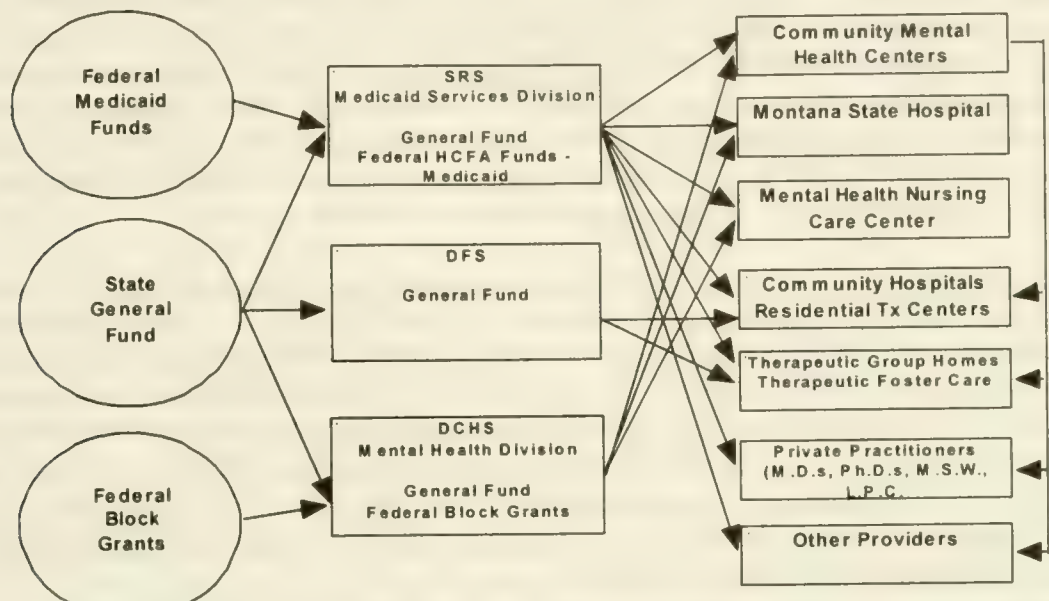 Federal
Medicaid
Funds
State
General
Fund
Federal
Block
Grants
SRS
Medicaid Services Division
General Fund
Federal HCFA Funds -
Medicaid
DFS
General Fund
DCHS
Mental Health Division
General Fund
Federal Block Grants
Community Mental
Health Centers
Montana State Hospital
Mental Health Nursing
Care Center
Community Hospitals
Residential Tx Centers
Therapeutic Group Homes
Therapeutic Foster Care
Private Practitioners
(M.D.s, Ph.D.s, M.S.W.,
L.P.C.
Other Providers